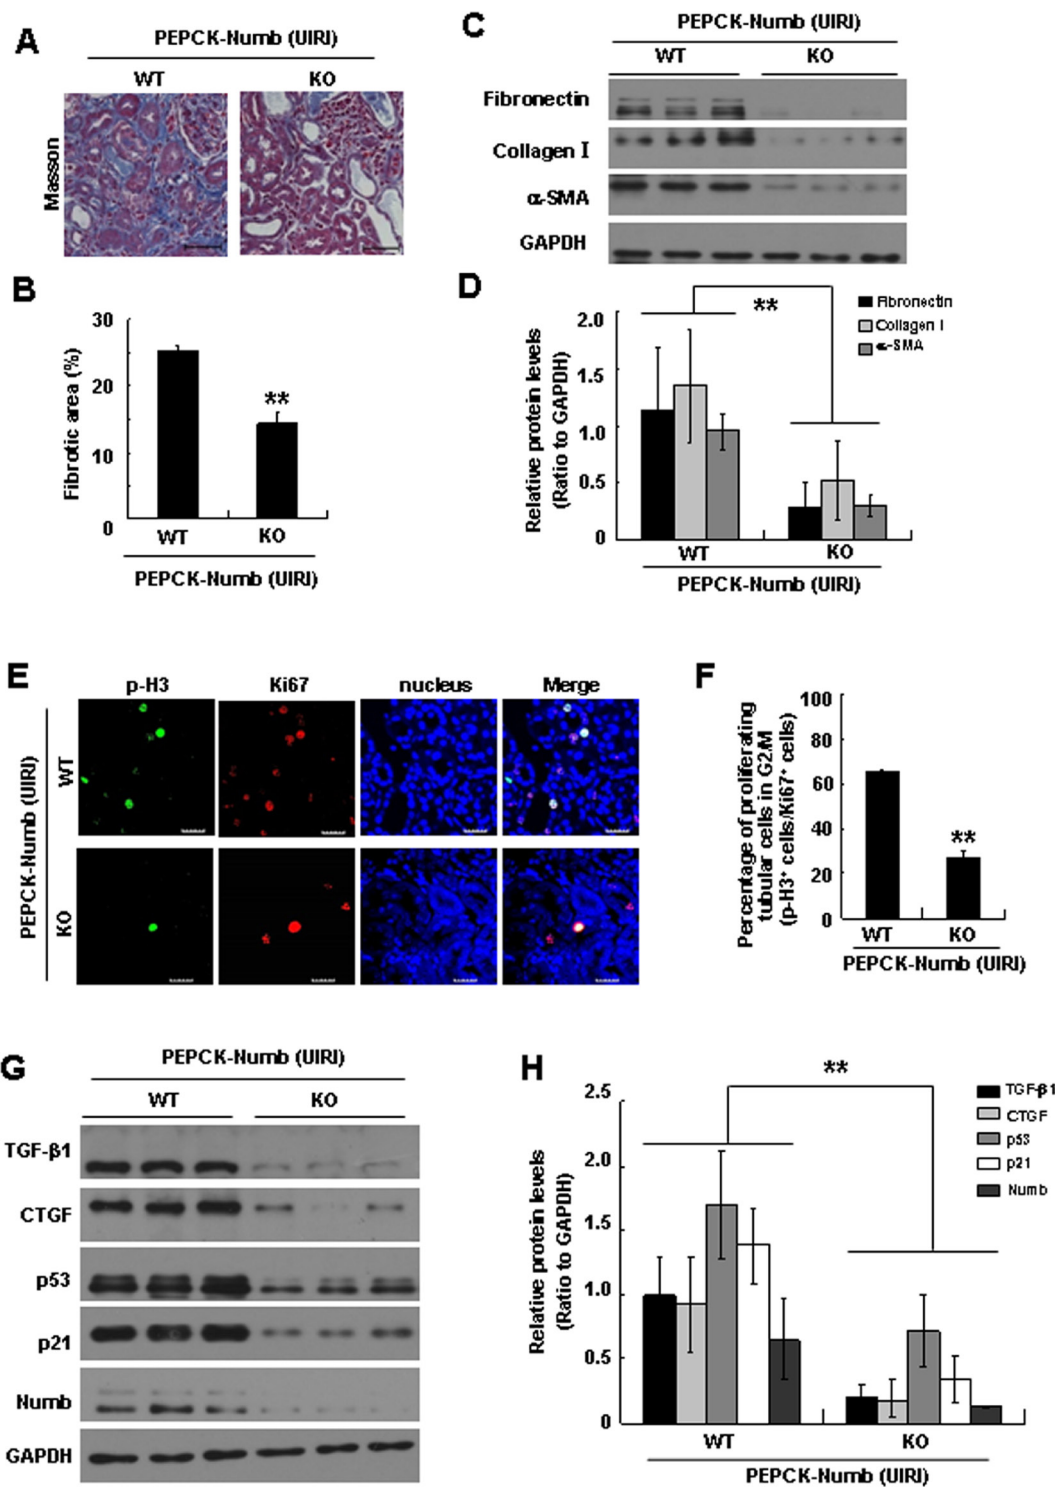 A
PEPCK-Numb (UIRI)
WT KO
Masson
B
30
20
10
0
Fibrotic area (%)
**
WT KO
PEPCK-Numb (UIRI)
C
PEPCK-Numb (UIRI)
WT KO
Fibronectin
Collagen I
α-SMA
GAPDH
D
**
Fibronectin
Collagen I
α-SMA
2.0
1.5
1.0
0.5
0
Relative protein levels
(Ratio to GAPDH)
WT KO
PEPCK-Numb (UIRI)
E
p-H3 Ki67 nucleus Merge
PEPCK-Numb (UIRI)
WT
KO
F
100
80
60
40
20
0
Percentage of proliferating
tubular cells in G2/M
(p-H3⁺ cells/Ki67⁺ cells)
**
WT KO
PEPCK-Numb (UIRI)
G
PEPCK-Numb (UIRI)
WT KO
TGF-β1
CTGF
p53
p21
Numb
GAPDH
H
**
TGF-β1
CTGF
p53
p21
Numb
2.5
2.0
1.5
1.0
0.5
0
Relative protein levels
(Ratio to GAPDH)
WT KO
PEPCK-Numb (UIRI)